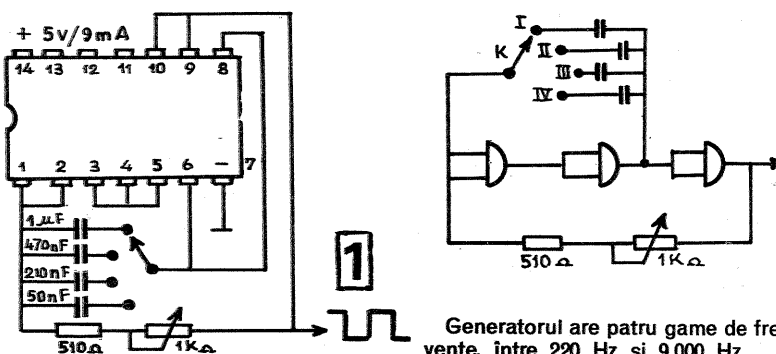 + 5v/9mA
14 13 12 11 10 9 8
1 2 3 4 5 6 – 7
1µF
470nF
210nF
50nF
510Ω
1KΩ
1
K
I
II
III
IV
510Ω
1KΩ
Generatorul are patru game de fre
vente, între 220 Hz și 9 000 Hz